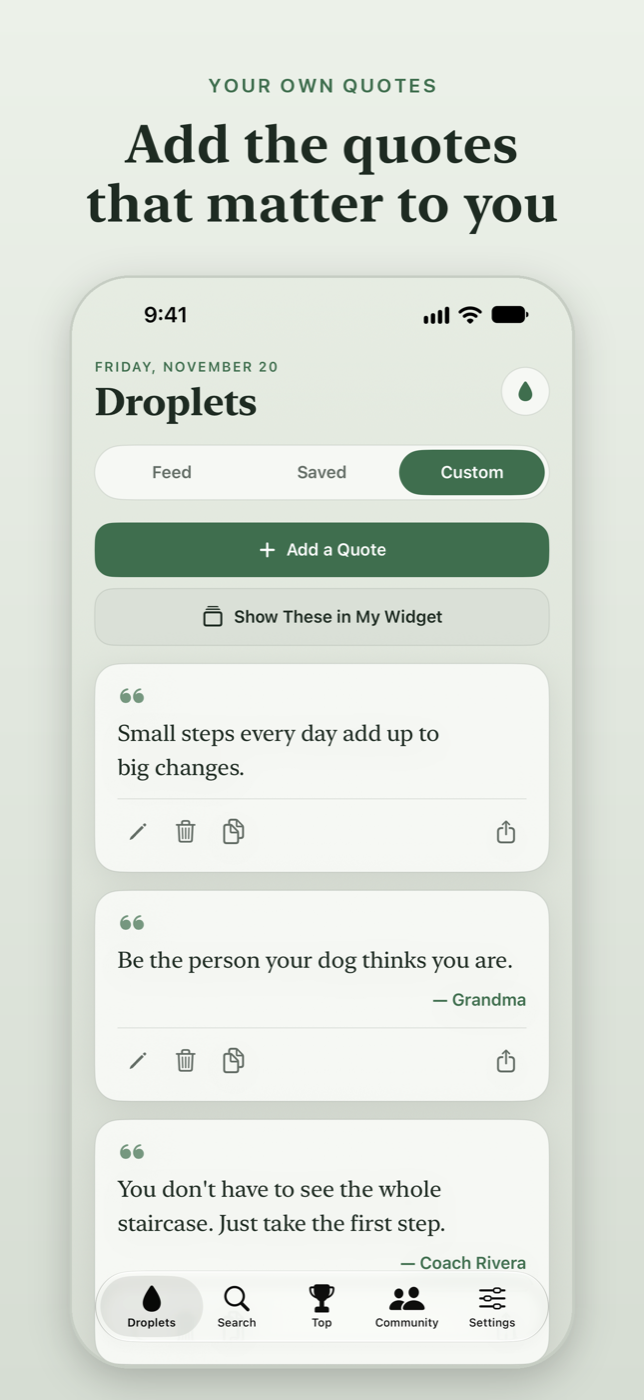 YOUR OWN QUOTES
Add the quotes
that matter to you
9:41
FRIDAY, NOVEMBER 20
Droplets
Feed
Saved
Custom
+ Add a Quote
Show These in My Widget
“
Small steps every day add up to
big changes.
“
Be the person your dog thinks you are.
— Grandma
“
You don't have to see the whole
staircase. Just take the first step.
— Coach Rivera
Droplets
Search
Top
Community
Settings